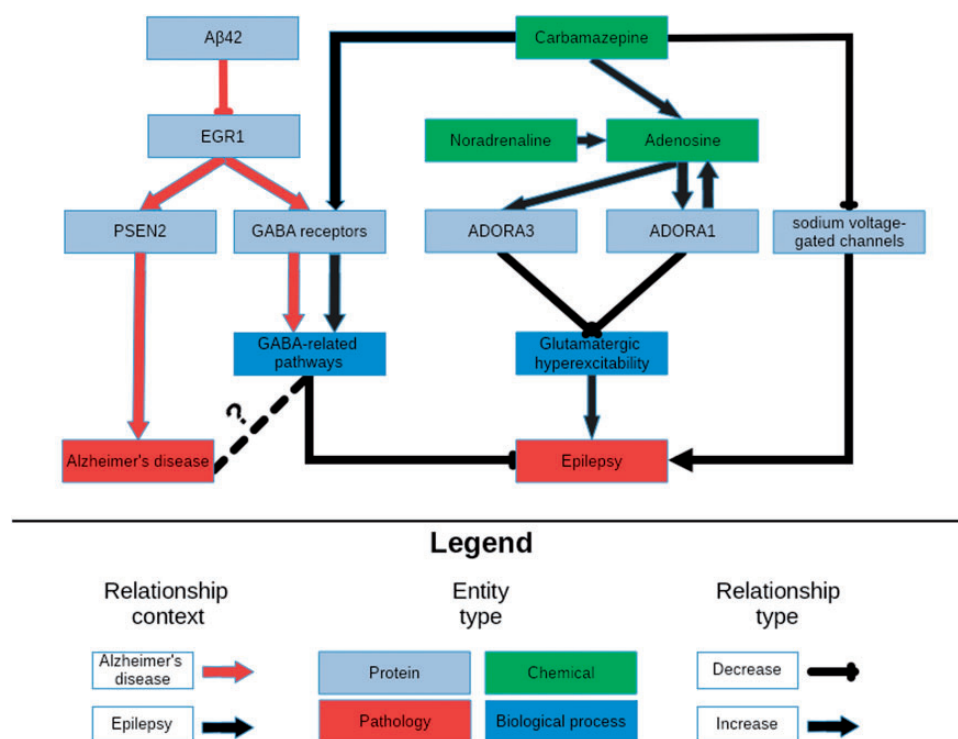 Aβ42
Carbamazepine
EGR1
Noradrenaline
Adenosine
PSEN2
GABA receptors
ADORA3
ADORA1
sodium voltage-
gated channels
GABA-related
pathways
Glutamatergic
hyperexcitability
?
Alzheimer's disease
Epilepsy
Legend
Relationship
context
Entity
type
Relationship
type
Alzheimer's
disease
Protein
Chemical
Decrease
Epilepsy
Pathology
Biological process
Increase